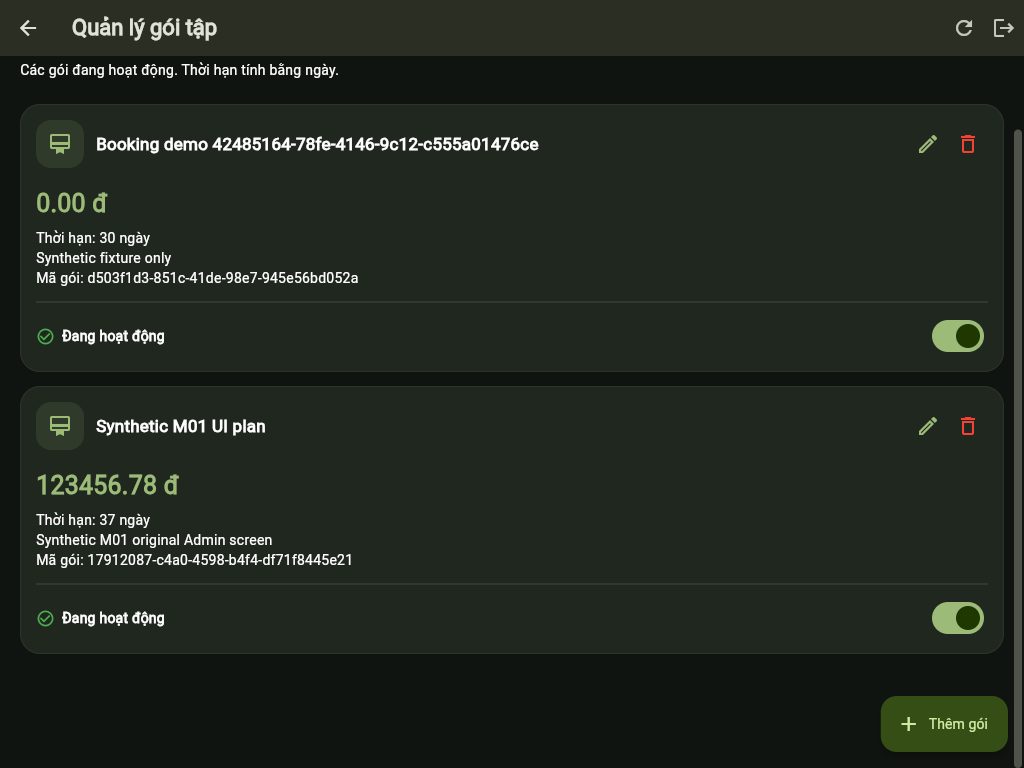 Quản lý gói tập
Các gói đang hoạt động. Thời hạn tính bằng ngày.
Booking demo 42485164-78fe-4146-9c12-c555a01476ce
0.00 đ
Thời hạn: 30 ngày
Synthetic fixture only
Mã gói: d503f1d3-851c-41de-98e7-945e56bd052a
Đang hoạt động
Synthetic M01 UI plan
123456.78 đ
Thời hạn: 37 ngày
Synthetic M01 original Admin screen
Mã gói: 17912087-c4a0-4598-b4f4-df71f8445e21
Đang hoạt động
Thêm gói